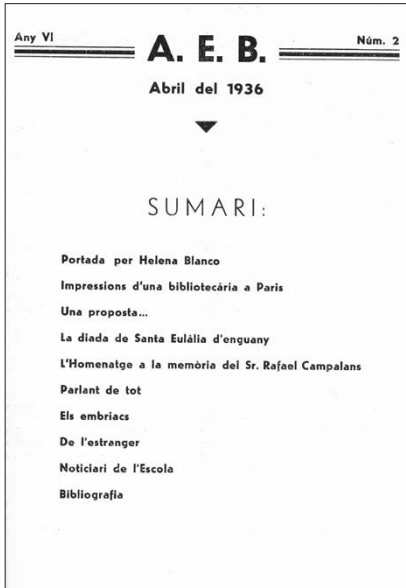 Any VI
A. E. B.
Núm. 2
Abril del 1936
SUMARI:
Portada per Helena Blanco
Impressions d'una bibliotecària a Paris
Una proposta...
La diada de Santa Eulàlia d'enguany
L'Homenatge a la memòria del Sr. Rafael Campalans
Parlant de tot
Els embriacs
De l'estranger
Noticiari de l'Escola
Bibliografia